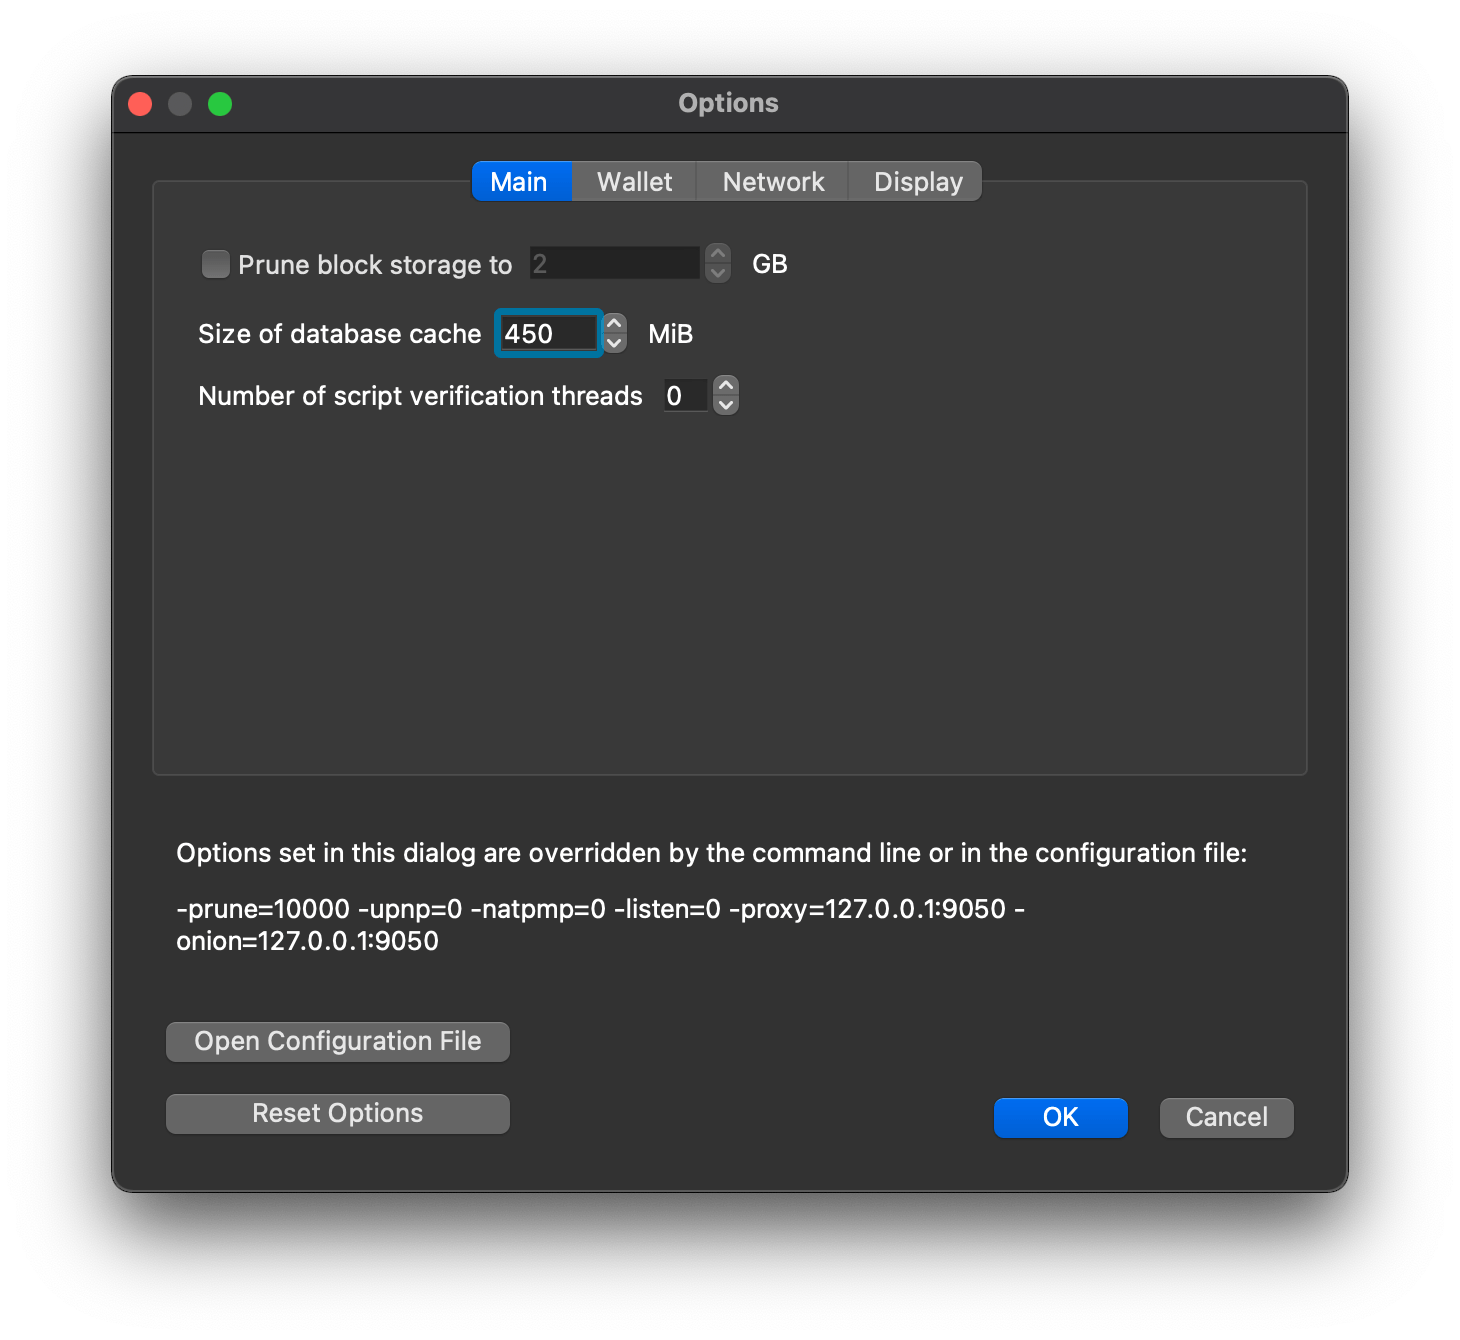 Options
Main Wallet Network Display
Prune block storage to 2 GB
Size of database cache 450 MiB
Number of script verification threads 0
Options set in this dialog are overridden by the command line or in the configuration file:
-prune=10000 -upnp=0 -natpmp=0 -listen=0 -proxy=127.0.0.1:9050 -
onion=127.0.0.1:9050
Open Configuration File
Reset Options
OK Cancel